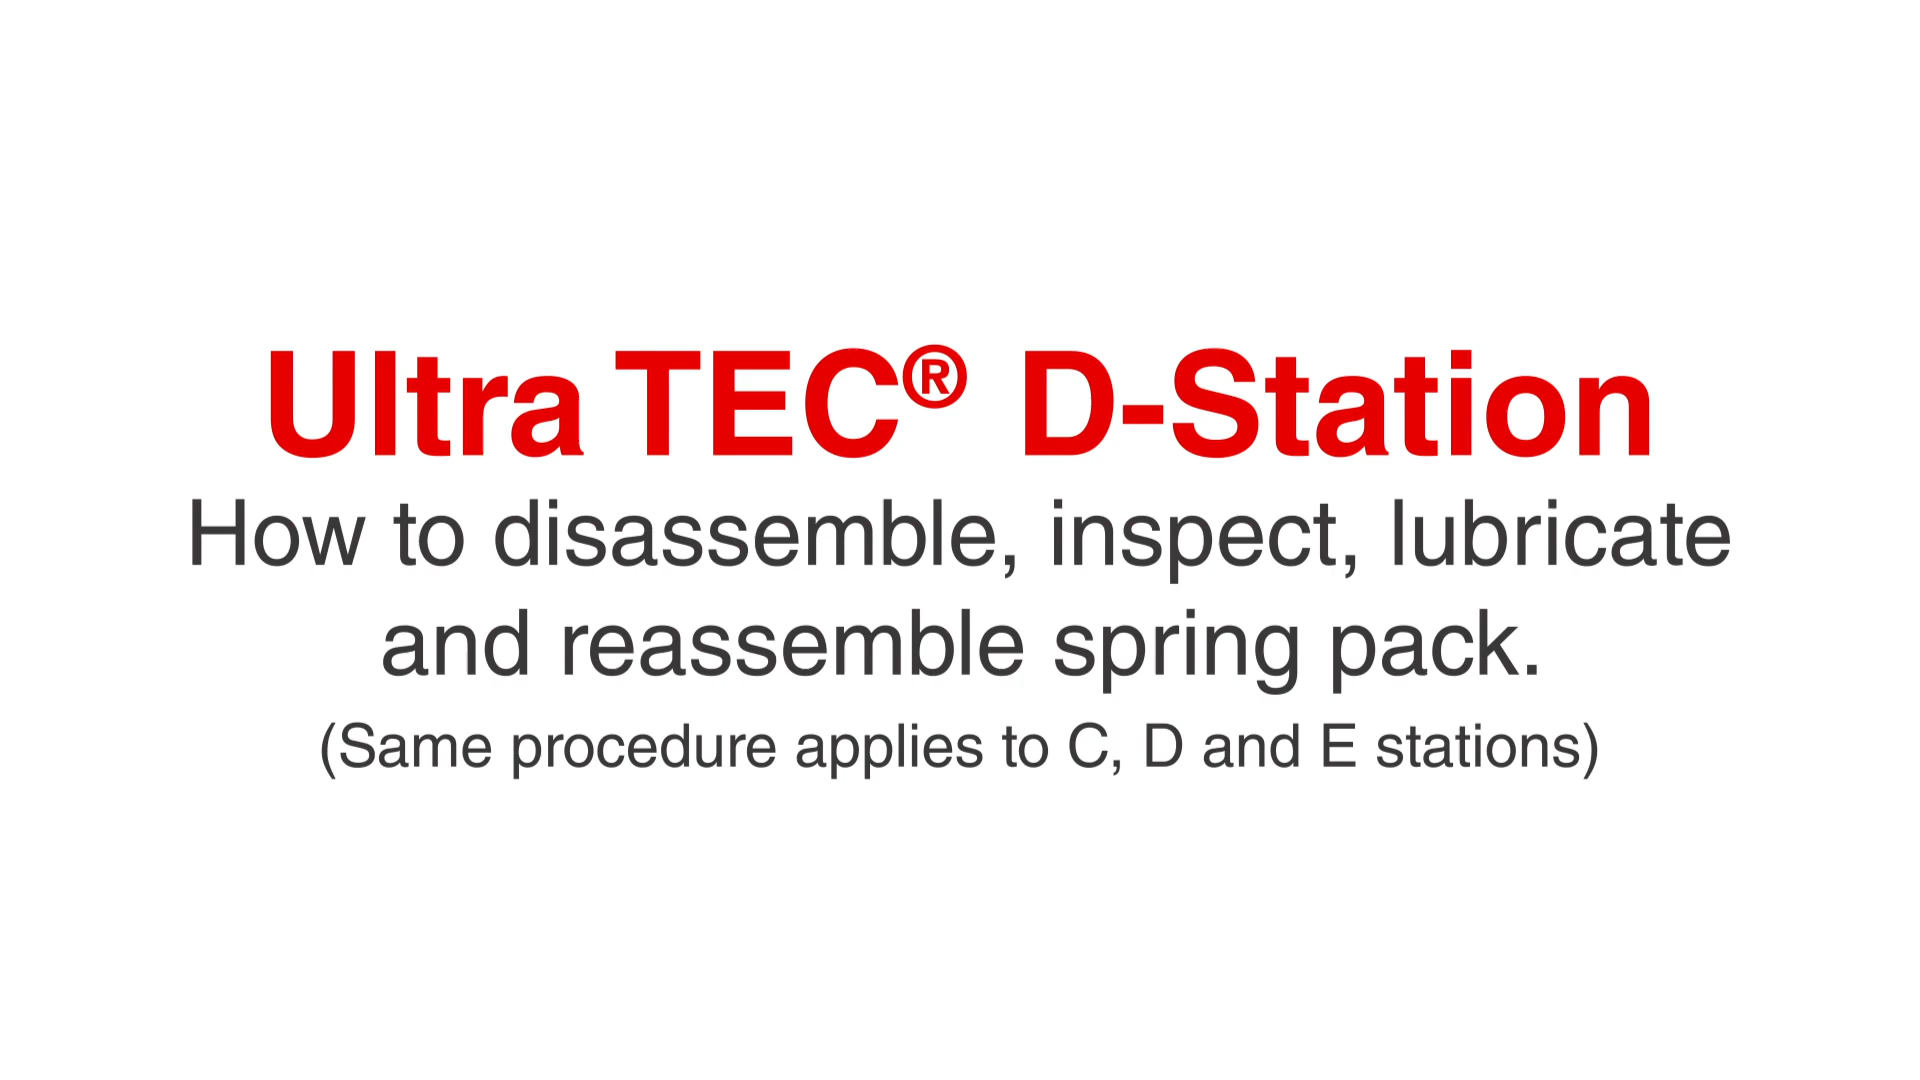 Ultra TEC® D-Station
How to disassemble, inspect, lubricate
and reassemble spring pack.
(Same procedure applies to C, D and E stations)